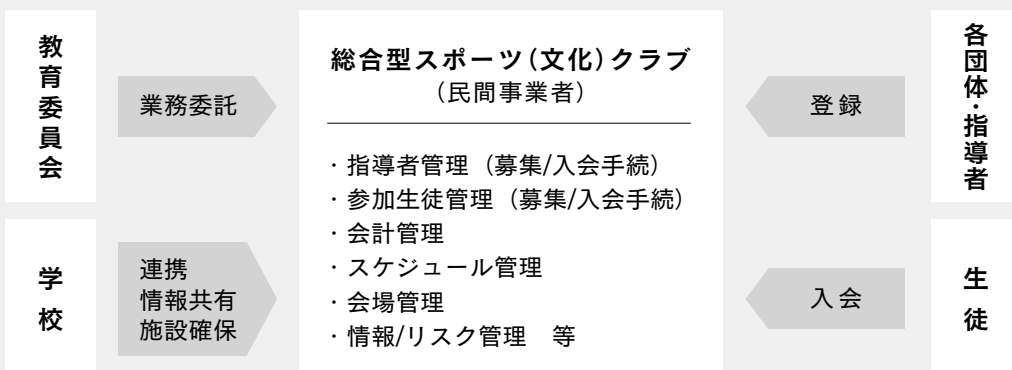 教育委員会
業務委託
学校
連携
情報共有
施設確保
総合型スポーツ(文化)クラブ
(民間事業者)
・指導者管理（募集/入会手続）
・参加生徒管理（募集/入会手続）
・会計管理
・スケジュール管理
・会場管理
・情報/リスク管理　等
登録
各団体・指導者
入会
生徒